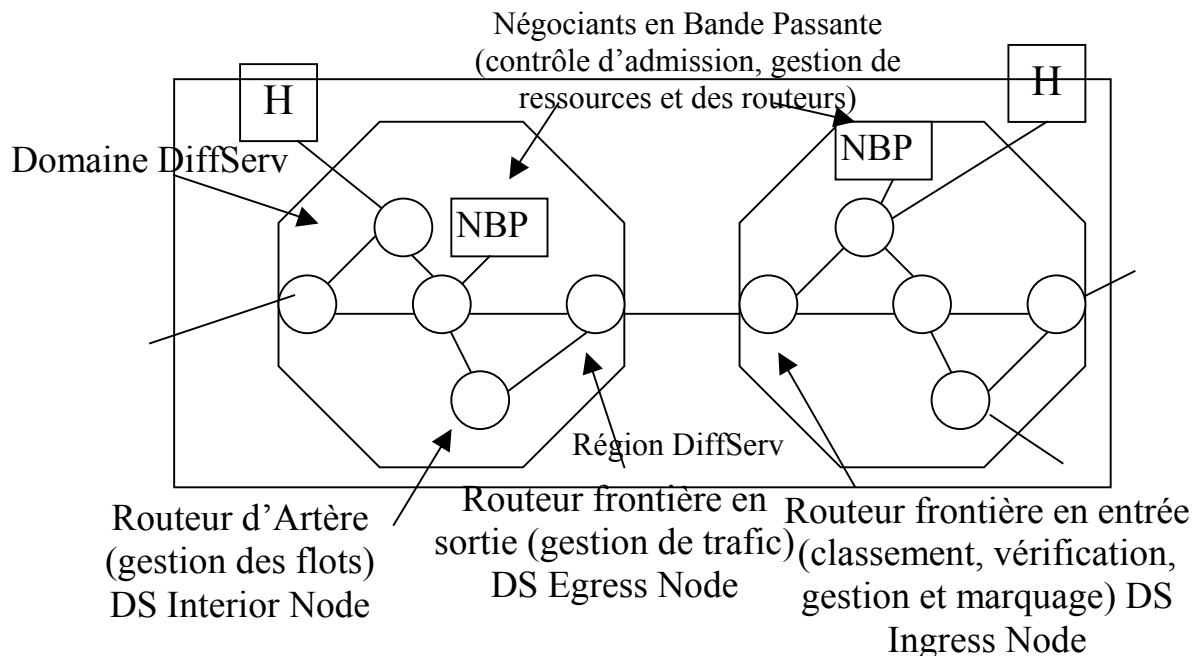 Négociants en Bande Passante
(contrôle d’admission, gestion de
ressources et des routeurs)
H
H
Domaine DiffServ
NBP
NBP
Région DiffServ
Routeur d’Artère
(gestion des flots)
DS Interior Node
Routeur frontière en
sortie (gestion de trafic)
DS Egress Node
Routeur frontière en entrée
(classement, vérification,
gestion et marquage) DS
Ingress Node